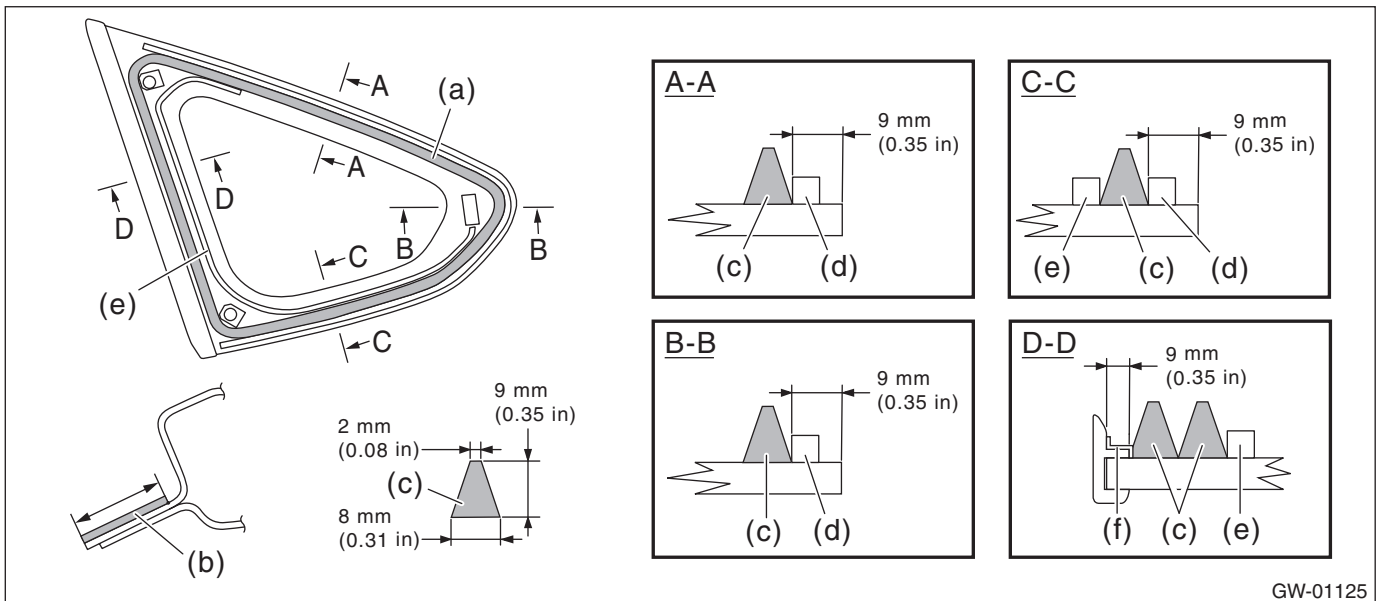 A
(a)
A
D
D
B
B
C
(e)
C
9 mm
(0.35 in)
2 mm
(0.08 in)
(c)
8 mm
(0.31 in)
(b)
A-A
9 mm
(0.35 in)
(c)
(d)
C-C
9 mm
(0.35 in)
(e)
(c)
(d)
B-B
9 mm
(0.35 in)
(c)
(d)
D-D
9 mm
(0.35 in)
(f)
(c)
(e)
GW-01125